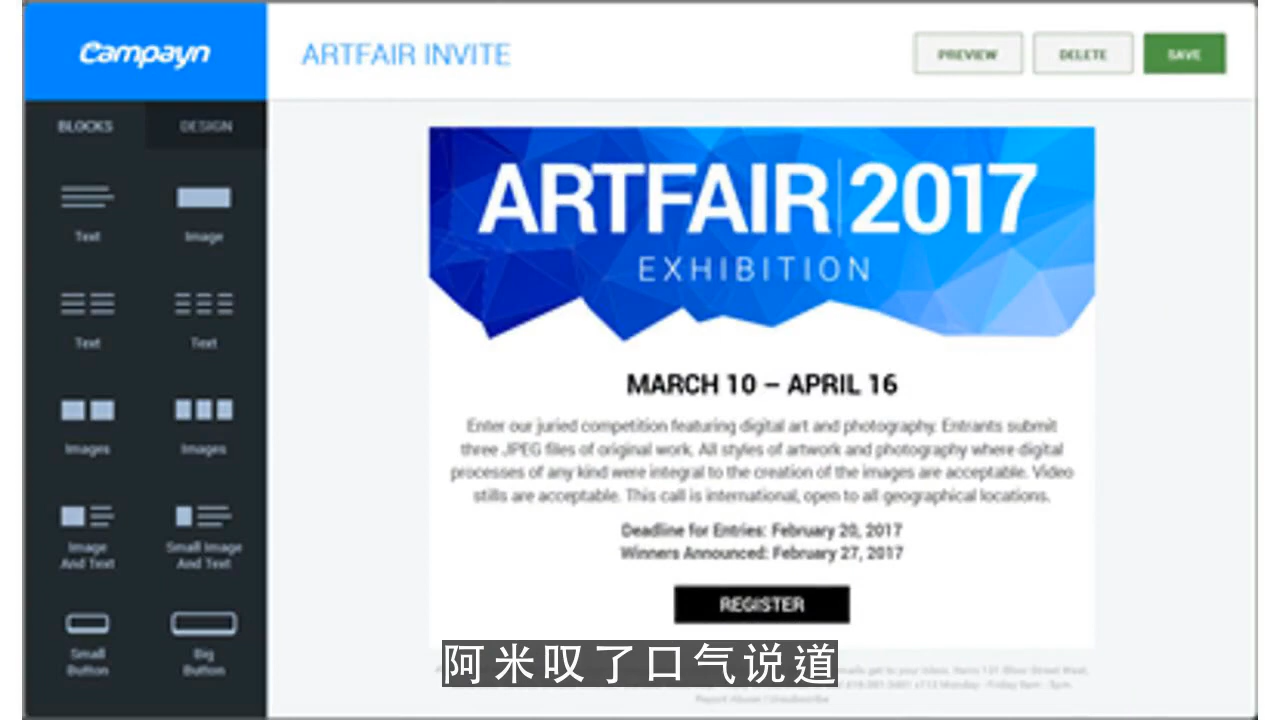 Campayn
ARTFAIR INVITE
PREVIEW
DELETE
SAVE
BLOCKS
DESIGN
Text
Image
Text
Text
Images
Images
Image
And Text
Small Image
And Text
Small
Button
Big
Button
ARTFAIR 2017
EXHIBITION
MARCH 10 – APRIL 16
Enter our juried competition featuring digital art and photography. Entrants submit
three JPEG files of original work. All styles of artwork and photography where digital
processes of any kind were integral to the creation of the images are acceptable. Video
stills are acceptable. This call is international, open to all geographical locations.
Deadline for Entries: February 20, 2017
Winners Announced: February 27, 2017
REGISTER
阿米叹了口气说道
Report Abuse | Unsubscribe